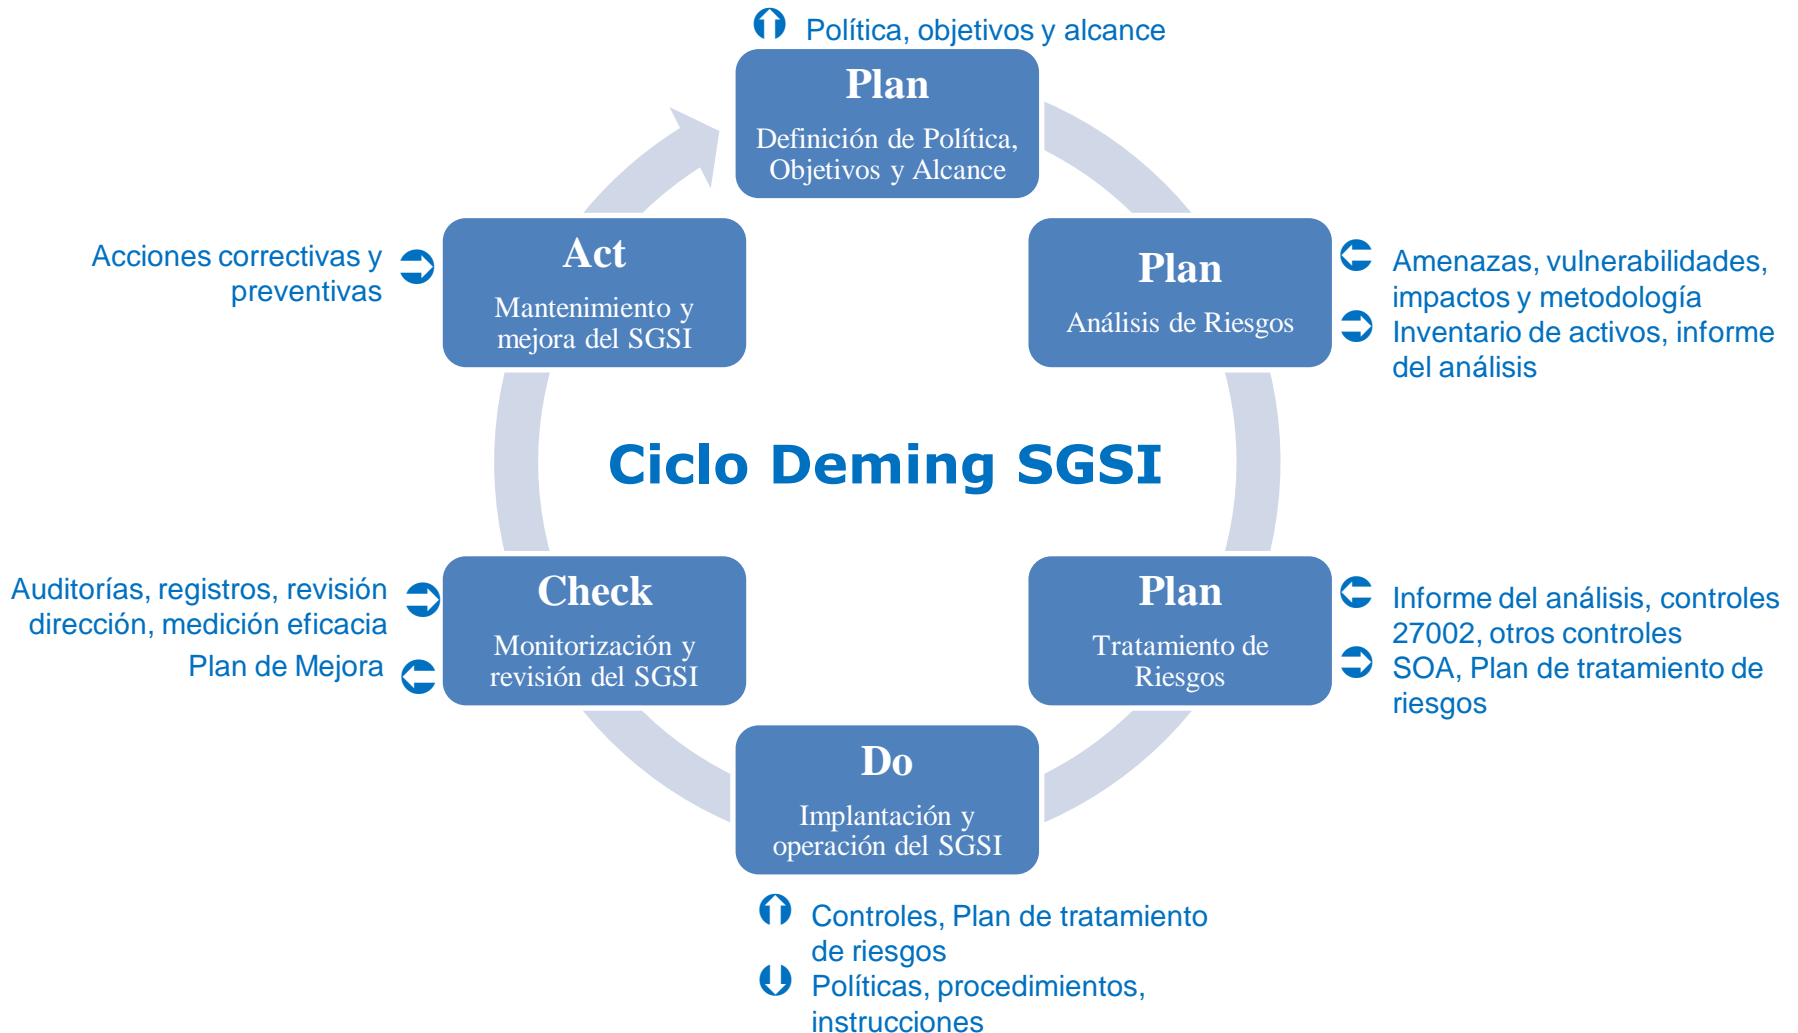 Política, objetivos y alcance
Plan
Definición de Política,
Objetivos y Alcance
Plan
Análisis de Riesgos
Amenazas, vulnerabilidades,
impactos y metodología
Inventario de activos, informe
del análisis
Plan
Tratamiento de
Riesgos
Informe del análisis, controles
27002, otros controles
SOA, Plan de tratamiento de
riesgos
Do
Implantación y
operación del SGSI
Controles, Plan de tratamiento
de riesgos
Políticas, procedimientos,
instrucciones
Check
Monitorización y
revisión del SGSI
Auditorías, registros, revisión
dirección, medición eficacia
Plan de Mejora
Act
Mantenimiento y
mejora del SGSI
Acciones correctivas y
preventivas
Ciclo Deming SGSI